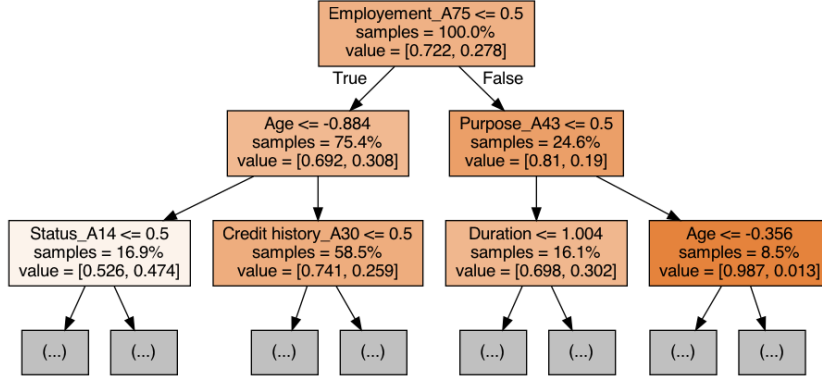 Employement_A75 <= 0.5
samples = 100.0%
value = [0.722, 0.278]
True
False
Age <= -0.884
samples = 75.4%
value = [0.692, 0.308]
Purpose_A43 <= 0.5
samples = 24.6%
value = [0.81, 0.19]
Status_A14 <= 0.5
samples = 16.9%
value = [0.526, 0.474]
Credit history_A30 <= 0.5
samples = 58.5%
value = [0.741, 0.259]
Duration <= 1.004
samples = 16.1%
value = [0.698, 0.302]
Age <= -0.356
samples = 8.5%
value = [0.987, 0.013]
(...)
(...)
(...)
(...)
(...)
(...)
(...)
(...)